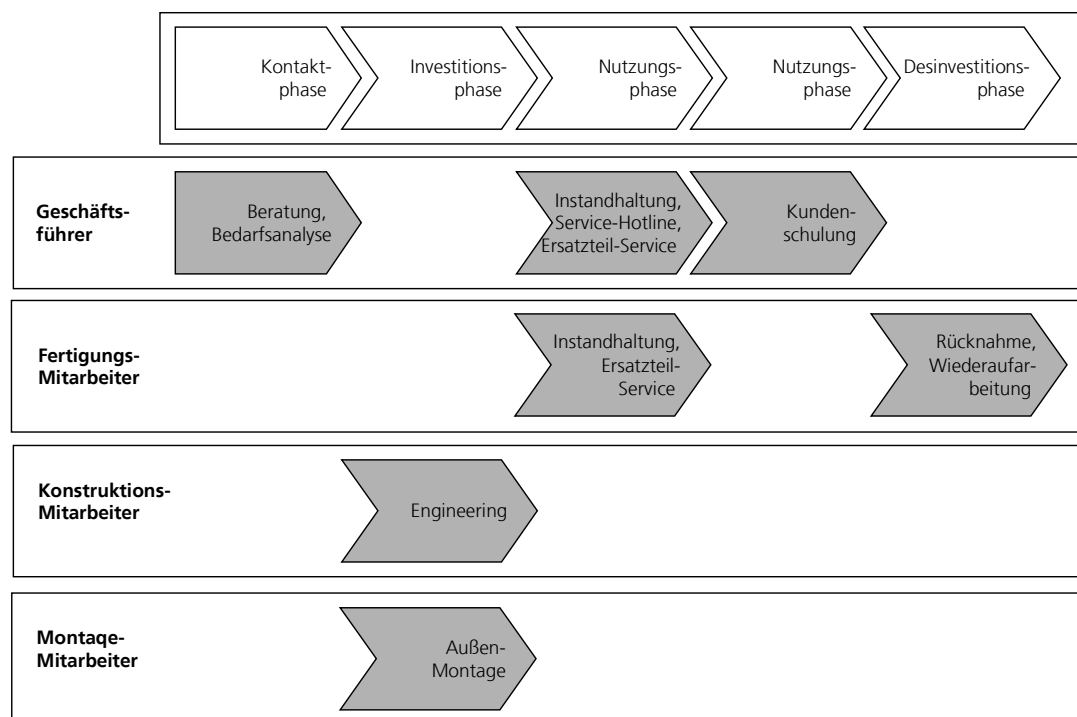 Kontakt-
phase
Investitions-
phase
Nutzungs-
phase
Nutzungs-
phase
Desinvestitions-
phase
Geschäfts-
führer
Beratung,
Bedarfsanalyse
Instandhaltung,
Service-Hotline,
Ersatzteil-Service
Kunden-
schulung
Fertigungs-
Mitarbeiter
Instandhaltung,
Ersatzteil-
Service
Rücknahme,
Wiederaufar-
beitung
Konstruktions-
Mitarbeiter
Engineering
Montage-
Mitarbeiter
Außen-
Montage